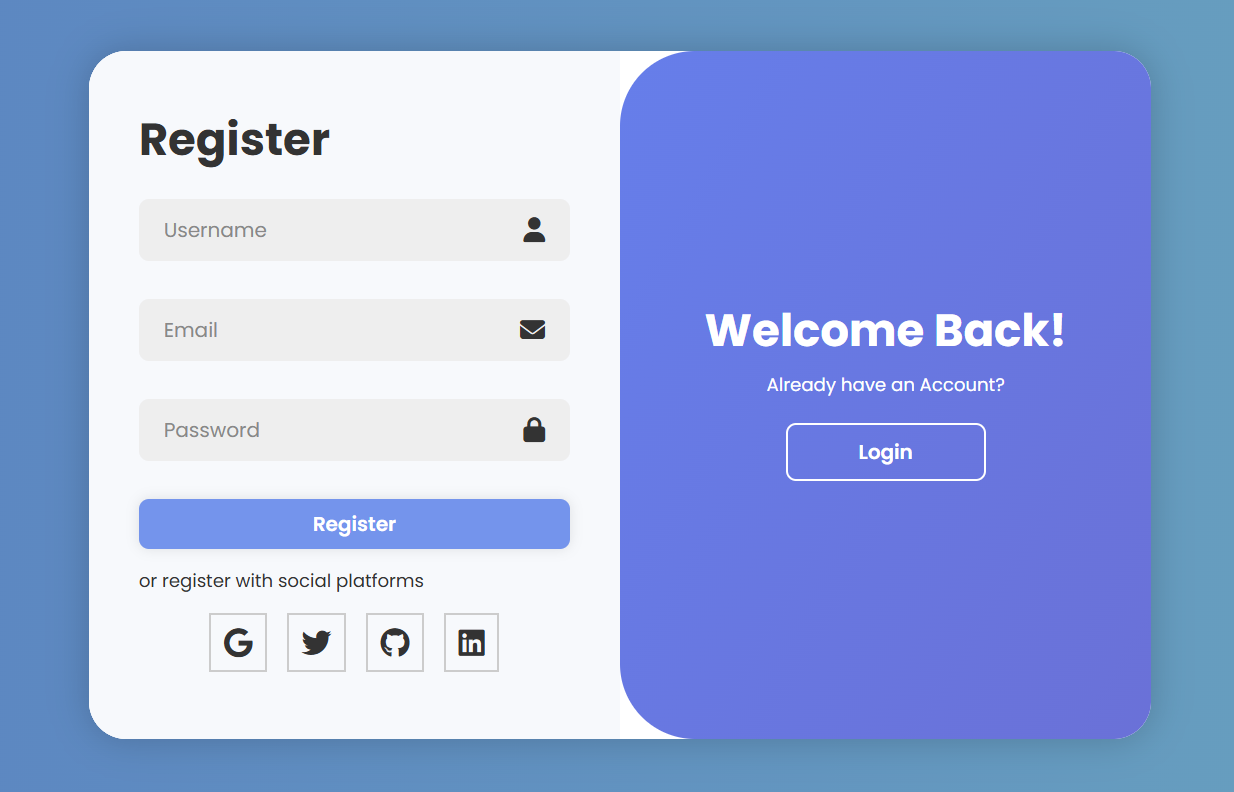 Register
Username
Email
Password
Register
or register with social platforms
Welcome Back!
Already have an Account?
Login